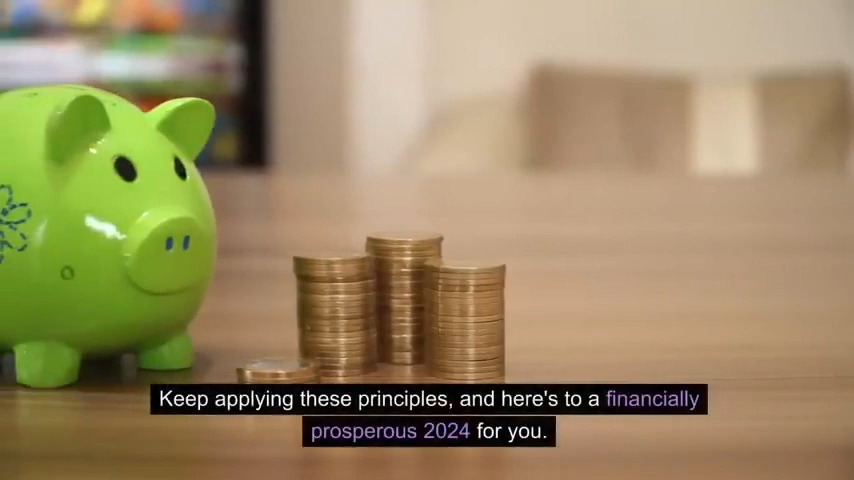 Keep applying these principles, and here's to a financially
prosperous 2024 for you.